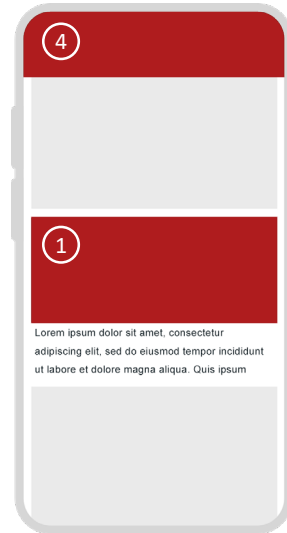 4
1
Lorem ipsum dolor sit amet, consectetur
adipiscing elit, sed do eiusmod tempor incididunt
ut labore et dolore magna aliqua. Quis ipsum